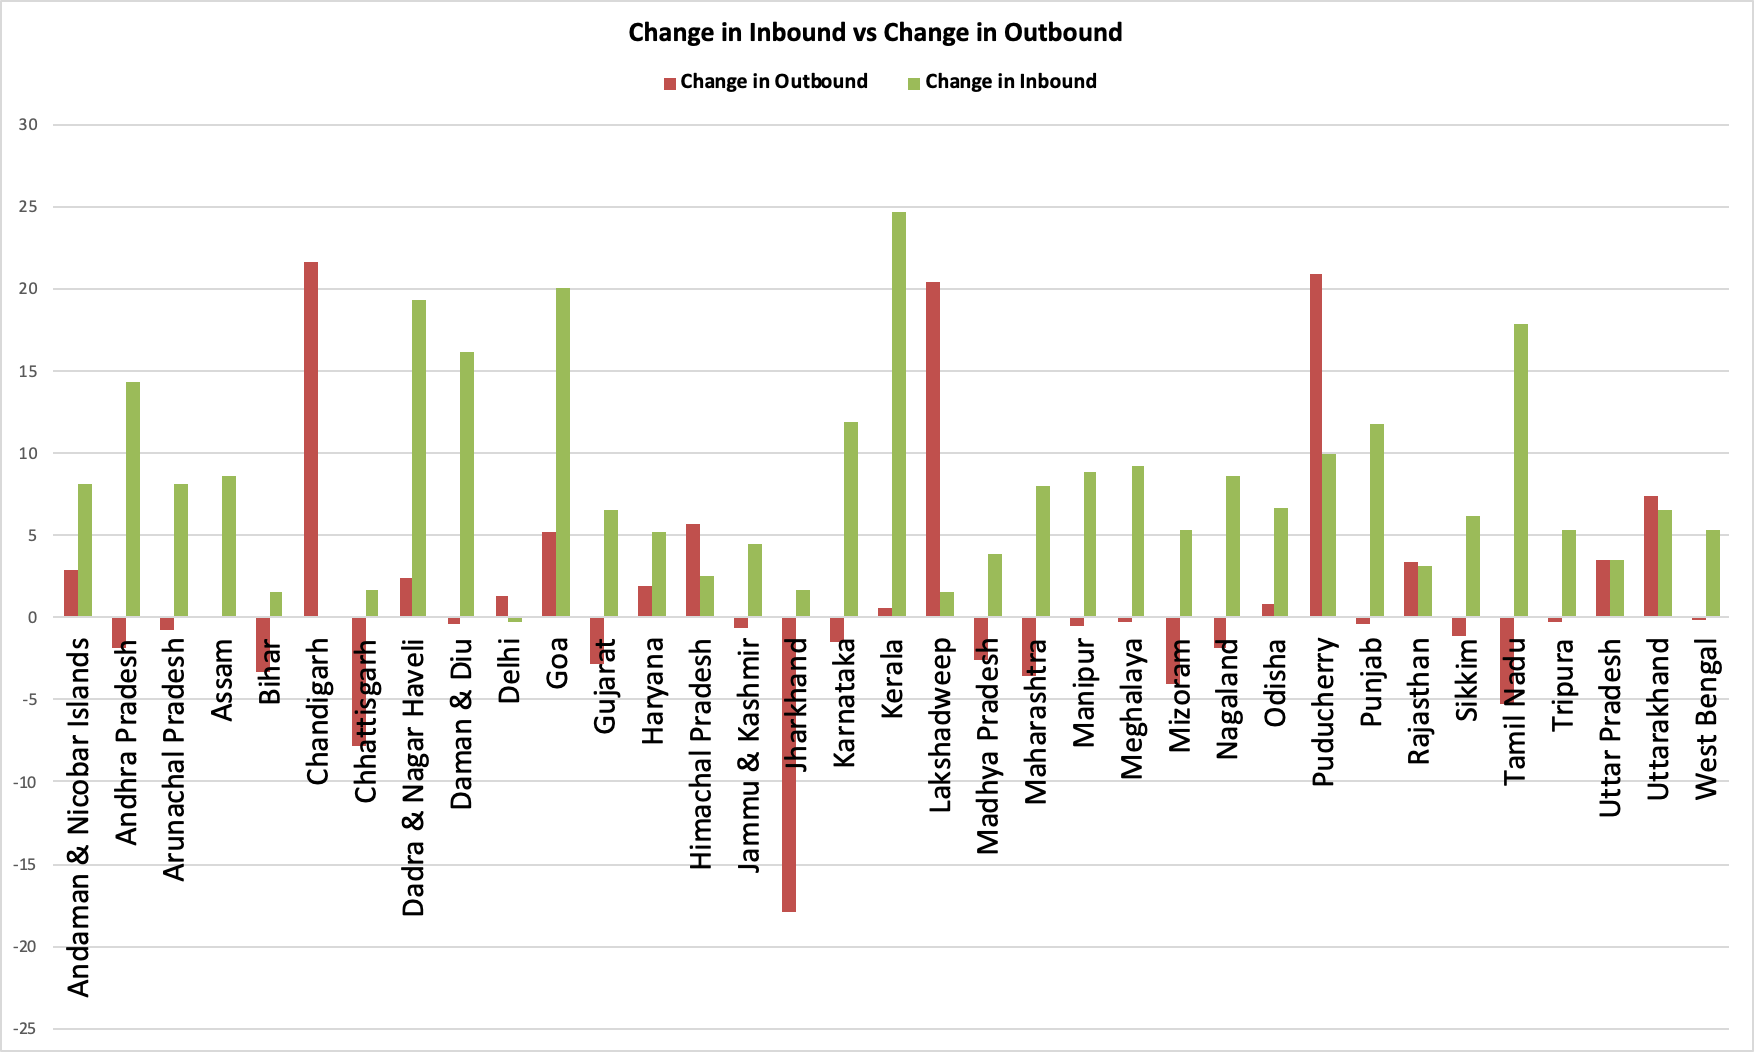 Change in Inbound vs Change in Outbound
Change in Outbound Change in Inbound
30
25
20
15
10
5
0
-5
-10
-15
-20
-25
Andaman & Nicobar Islands
Andhra Pradesh
Arunachal Pradesh
Assam
Bihar
Chandigarh
Chhattisgarh
Dadra & Nagar Haveli
Daman & Diu
Delhi
Goa
Gujarat
Haryana
Himachal Pradesh
Jammu & Kashmir
Jharkhand
Karnataka
Kerala
Lakshadweep
Madhya Pradesh
Maharashtra
Manipur
Meghalaya
Mizoram
Nagaland
Odisha
Puducherry
Punjab
Rajasthan
Sikkim
Tamil Nadu
Tripura
Uttar Pradesh
Uttarakhand
West Bengal